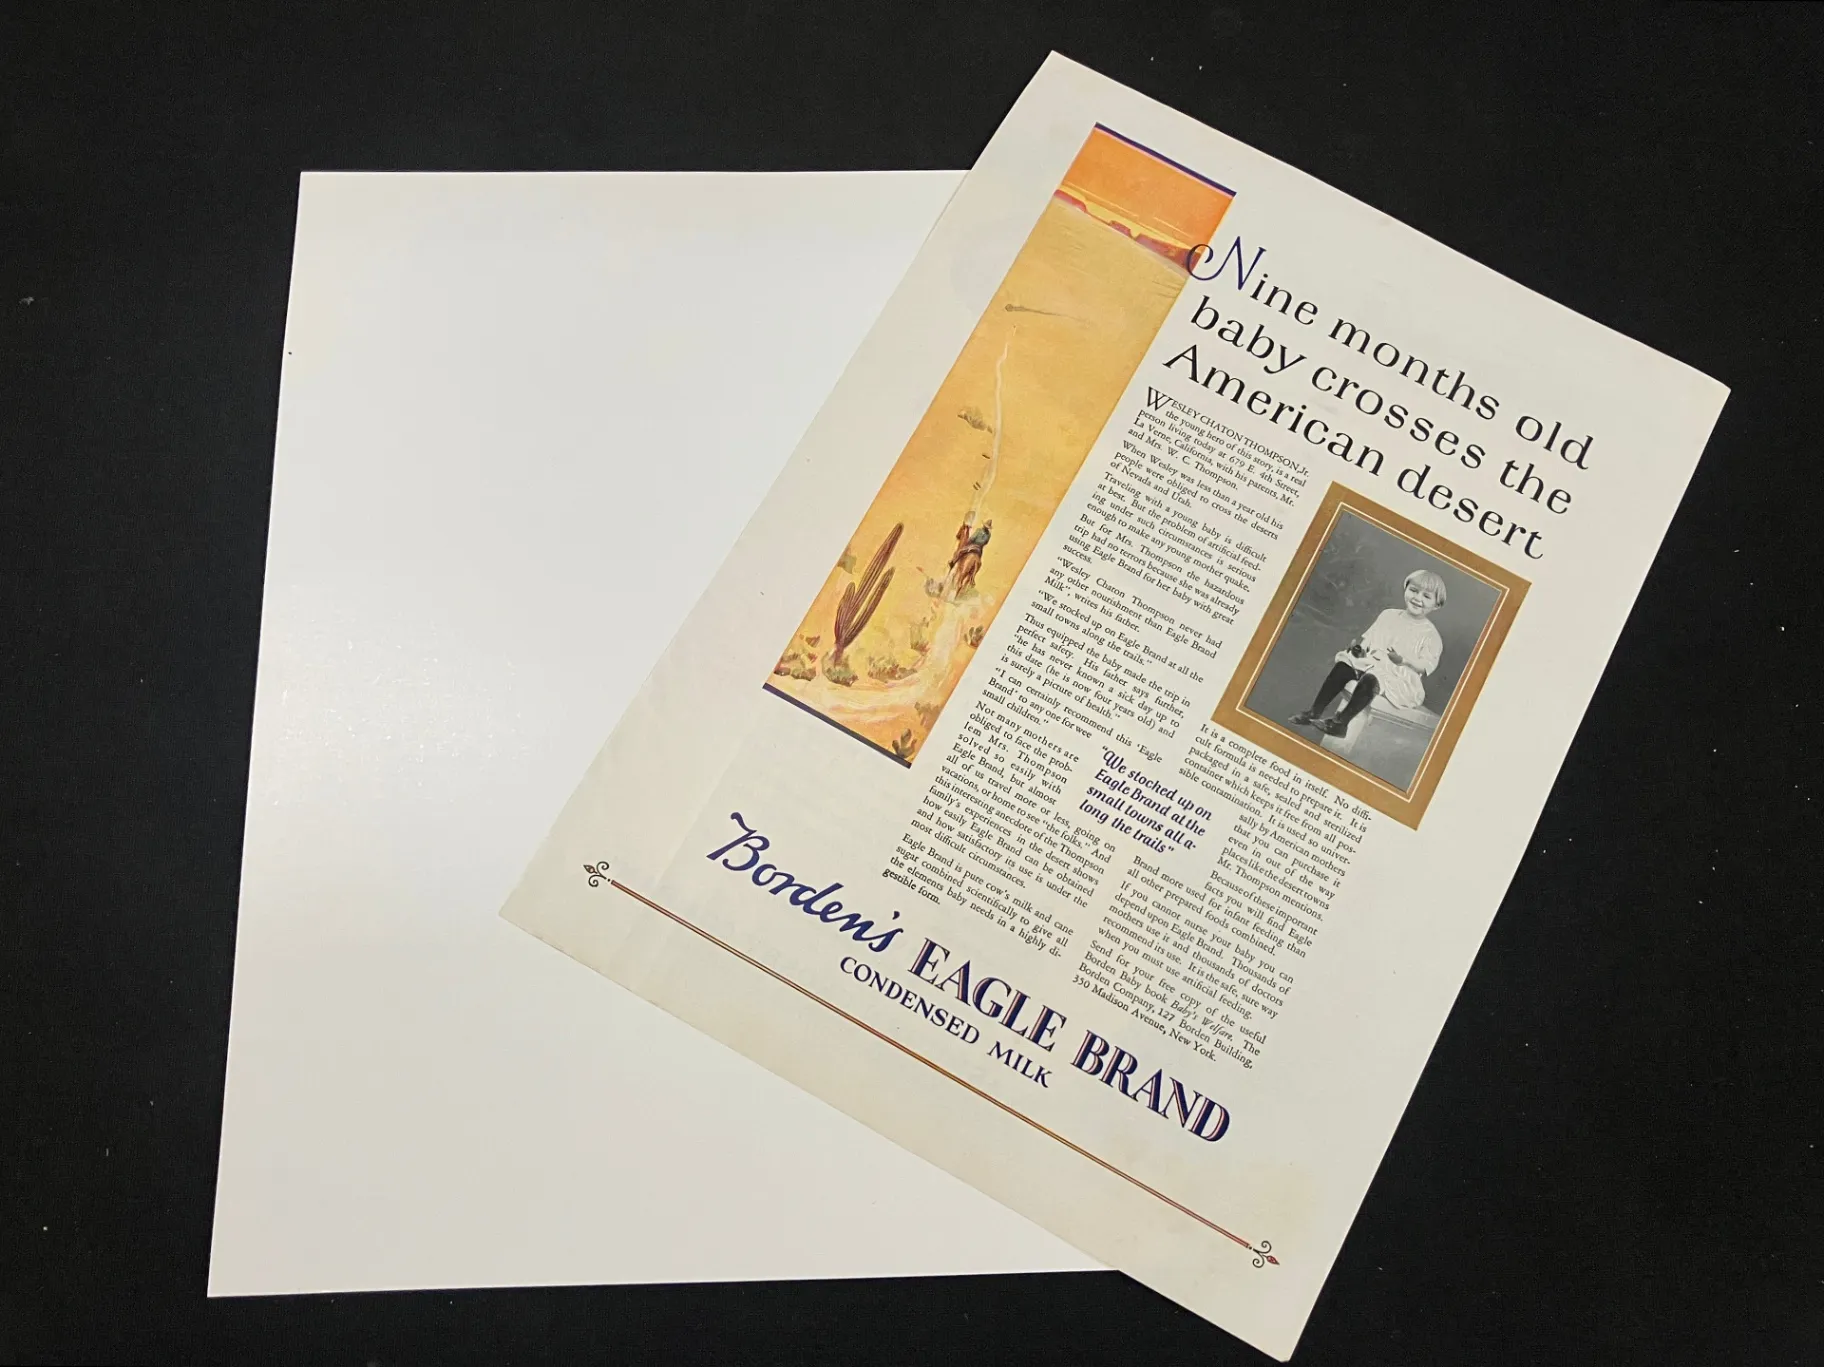 Nine months old
baby crosses the
American desert
WESLEY CHATON THOMPSON, Jr.
the young hero of this story, is a real
person living today at 679 E. 4th Street,
La Verne, California, with his parents, Mr.
and Mrs. W. C. Thompson.
When Wesley was less than a year old his
people were obliged to cross the deserts
of Nevada and Utah.
Traveling with a young baby is difficult
at best. But the problem of artificial feed-
ing under such circumstances is serious
enough to make any young mother quake.
But for Mrs. Thompson the hazardous
trip had no terrors because she was already
using Eagle Brand for her baby with great
success.
“Wesley Chaton Thompson never had
any other nourishment than Eagle Brand
Milk”, writes his father.
“We stocked up on Eagle Brand at all the
small towns along the trails.”
Thus equipped the baby made the trip in
perfect safety. His father says further,
“he has never known a sick day up to
this date (he is now four years old) and
is surely a picture of health.”
“I can certainly recommend this ‘Eagle
Brand’ to any one for wee
small children.”
Not many mothers are
obliged to face the prob-
lem Mrs. Thompson
solved so easily with
Eagle Brand, but almost
all of us travel more or less, going on
vacations, or home to see “the folks.” And
this interesting anecdote of the Thompson
family's experiences in the desert shows
how easily Eagle Brand can be obtained
and how satisfactory its use is under the
most difficult circumstances.
Eagle Brand is pure cow's milk and cane
sugar combined scientifically to give all
the elements baby needs in a highly di-
gestible form.
“We stocked up on
Eagle Brand at the
small towns all a-
long the trails”
It is a complete food in itself. No diffi-
cult formula is needed to prepare it. It is
packaged in a safe, sealed and sterilized
container which keeps it free from all pos-
sible contamination. It is used so univer-
sally by American mothers
that you can purchase it
even in out of the way
places like the desert towns
Mr. Thompson mentions.
Because of these important
facts you will find Eagle
Brand more used for infant feeding than
all other prepared foods combined.
If you cannot nurse your baby you can
depend upon Eagle Brand. Thousands of
mothers use it and thousands of doctors
recommend its use. It is the safe, sure way
when you must use artificial feeding.
Send for your free copy of the useful
Borden Baby book Baby's Welfare. The
Borden Company, 127 Borden Building,
350 Madison Avenue, New York.
Borden's EAGLE BRAND
CONDENSED MILK